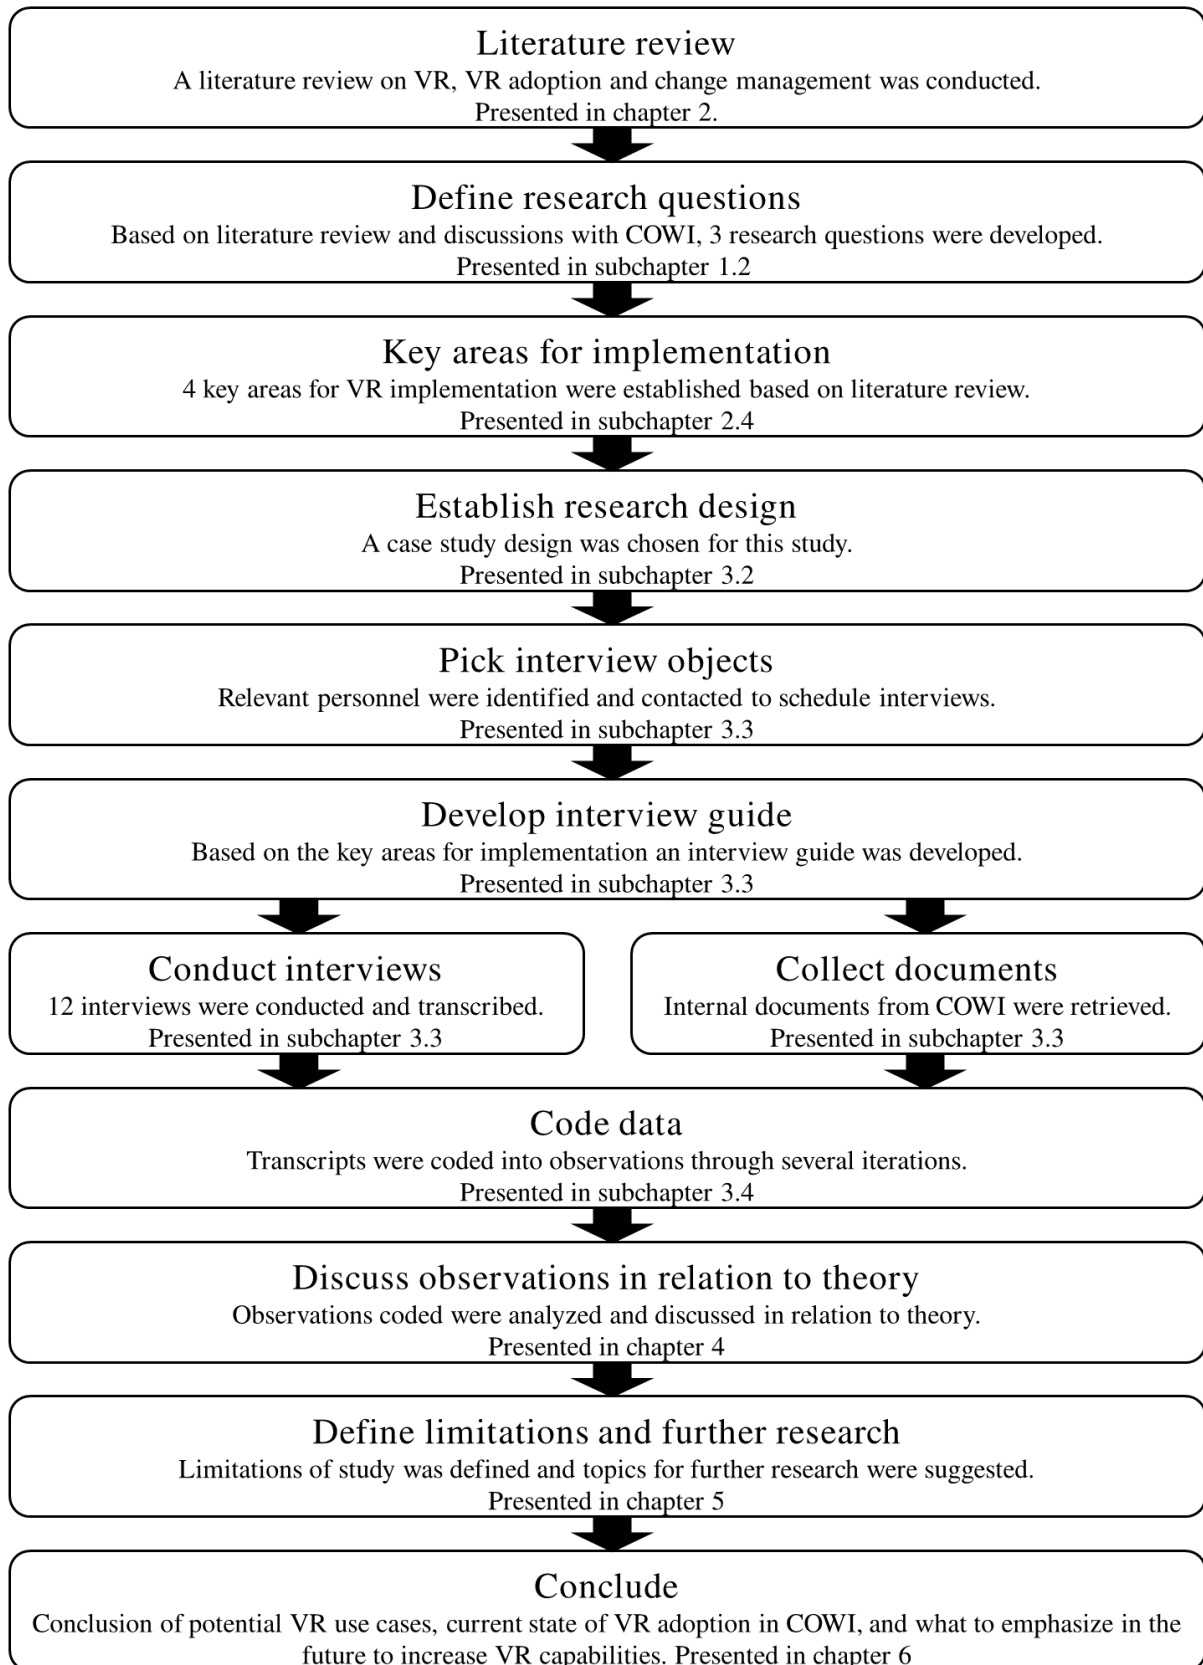 Literature review
A literature review on VR, VR adoption and change management was conducted.
Presented in chapter 2.
Define research questions
Based on literature review and discussions with COWI, 3 research questions were developed.
Presented in subchapter 1.2
Key areas for implementation
4 key areas for VR implementation were established based on literature review.
Presented in subchapter 2.4
Establish research design
A case study design was chosen for this study.
Presented in subchapter 3.2
Pick interview objects
Relevant personnel were identified and contacted to schedule interviews.
Presented in subchapter 3.3
Develop interview guide
Based on the key areas for implementation an interview guide was developed.
Presented in subchapter 3.3
Conduct interviews
12 interviews were conducted and transcribed.
Presented in subchapter 3.3
Collect documents
Internal documents from COWI were retrieved.
Presented in subchapter 3.3
Code data
Transcripts were coded into observations through several iterations.
Presented in subchapter 3.4
Discuss observations in relation to theory
Observations coded were analyzed and discussed in relation to theory.
Presented in chapter 4
Define limitations and further research
Limitations of study was defined and topics for further research were suggested.
Presented in chapter 5
Conclude
Conclusion of potential VR use cases, current state of VR adoption in COWI, and what to emphasize in the
future to increase VR capabilities. Presented in chapter 6